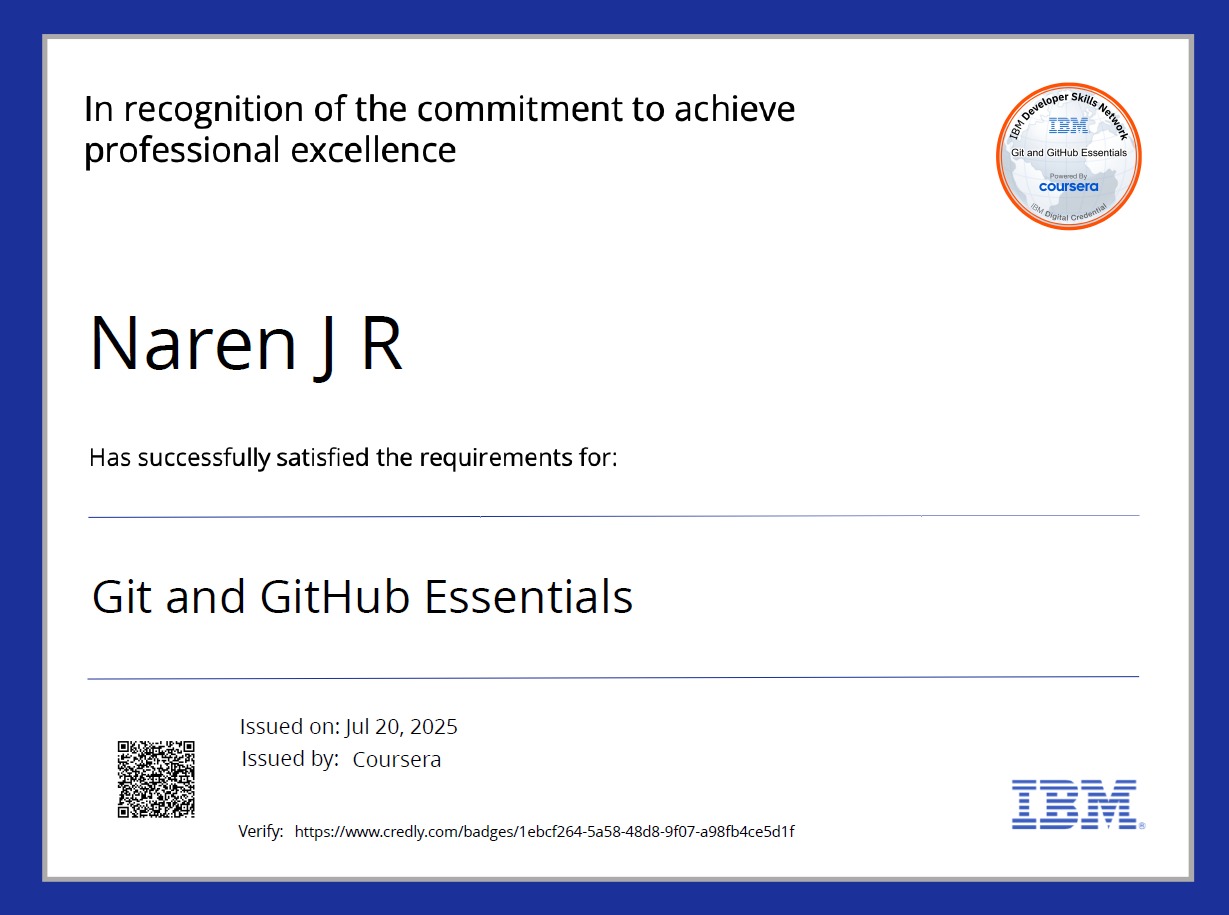 In recognition of the commitment to achieve
professional excellence
IBM Developer Skills Network
IBM
Git and GitHub Essentials
Powered By
coursera
IBM Digital Credential
Naren J R
Has successfully satisfied the requirements for:
Git and GitHub Essentials
Issued on: Jul 20, 2025
Issued by: Coursera
Verify: https://www.credly.com/badges/1ebcf264-5a58-48d8-9f07-a98fb4ce5d1f
IBM®